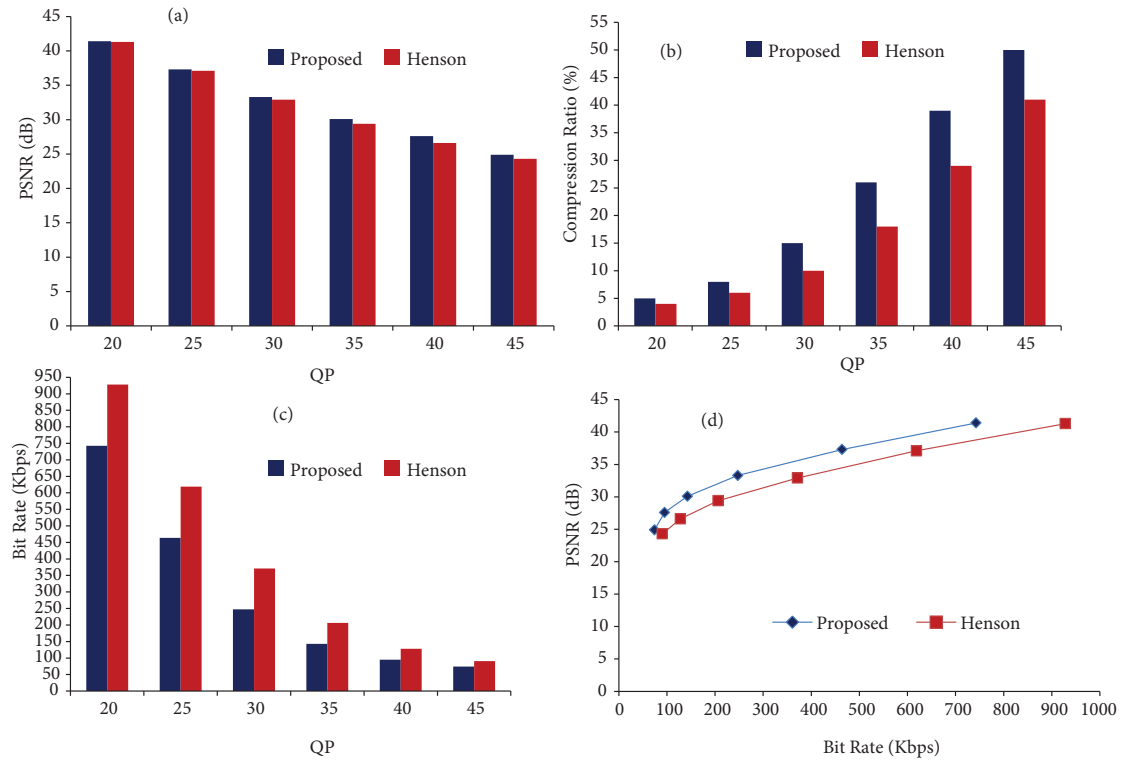 (a)
Proposed Henson
PSNR (dB)
45
40
35
30
25
20
15
10
5
0
20 25 30 35 40 45
QP
(b)
Proposed Henson
Compression Ratio (%)
55
50
45
40
35
30
25
20
15
10
5
0
20 25 30 35 40 45
QP
(c)
Proposed Henson
Bit Rate (Kbps)
950
900
850
800
750
700
650
600
550
500
450
400
350
300
250
200
150
100
50
0
20 25 30 35 40 45
QP
(d)
Proposed Henson
PSNR (dB)
45
40
35
30
25
20
15
10
5
0
0 100 200 300 400 500 600 700 800 900 1000
Bit Rate (Kbps)